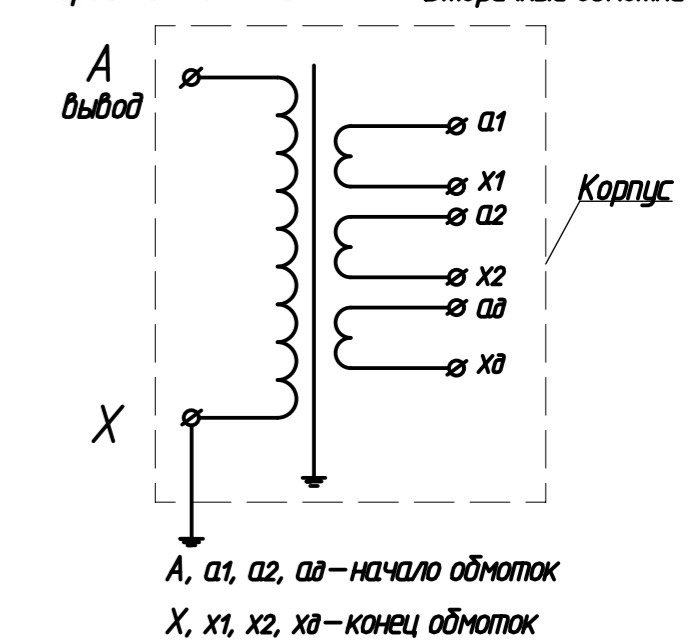 Вторичные обмотки
A
вывод
a1
x1
Корпус
a2
x2
aд
xд
X
A, a1, a2, aд–начало обмоток
X, x1, x2, xд–конец обмоток